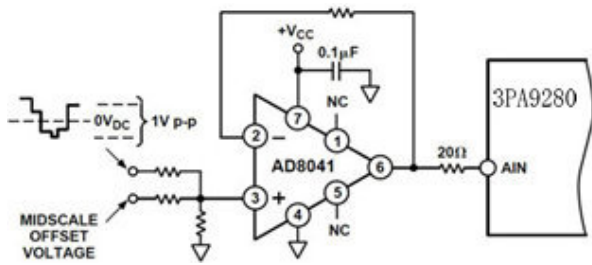 +VCC
0.1µF
3PA9280
NC
0VDC
1V p-p
7
1
2
−
AD8041
6
20Ω
AIN
3
+
5
4
NC
MIDSCALE
OFFSET
VOLTAGE